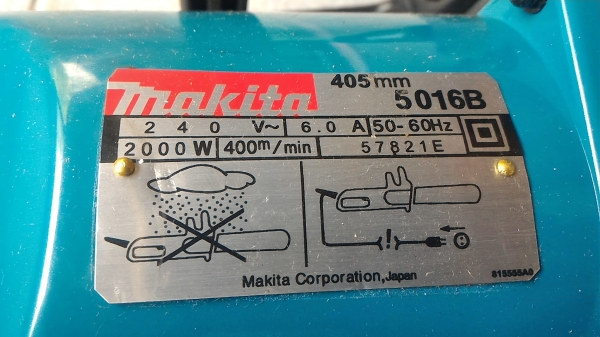 makita 405mm
5016B
240 V~ 6.0 A 50-60Hz
2000W 400m/min 57821E
!
Makita Corporation, Japan 815555A0